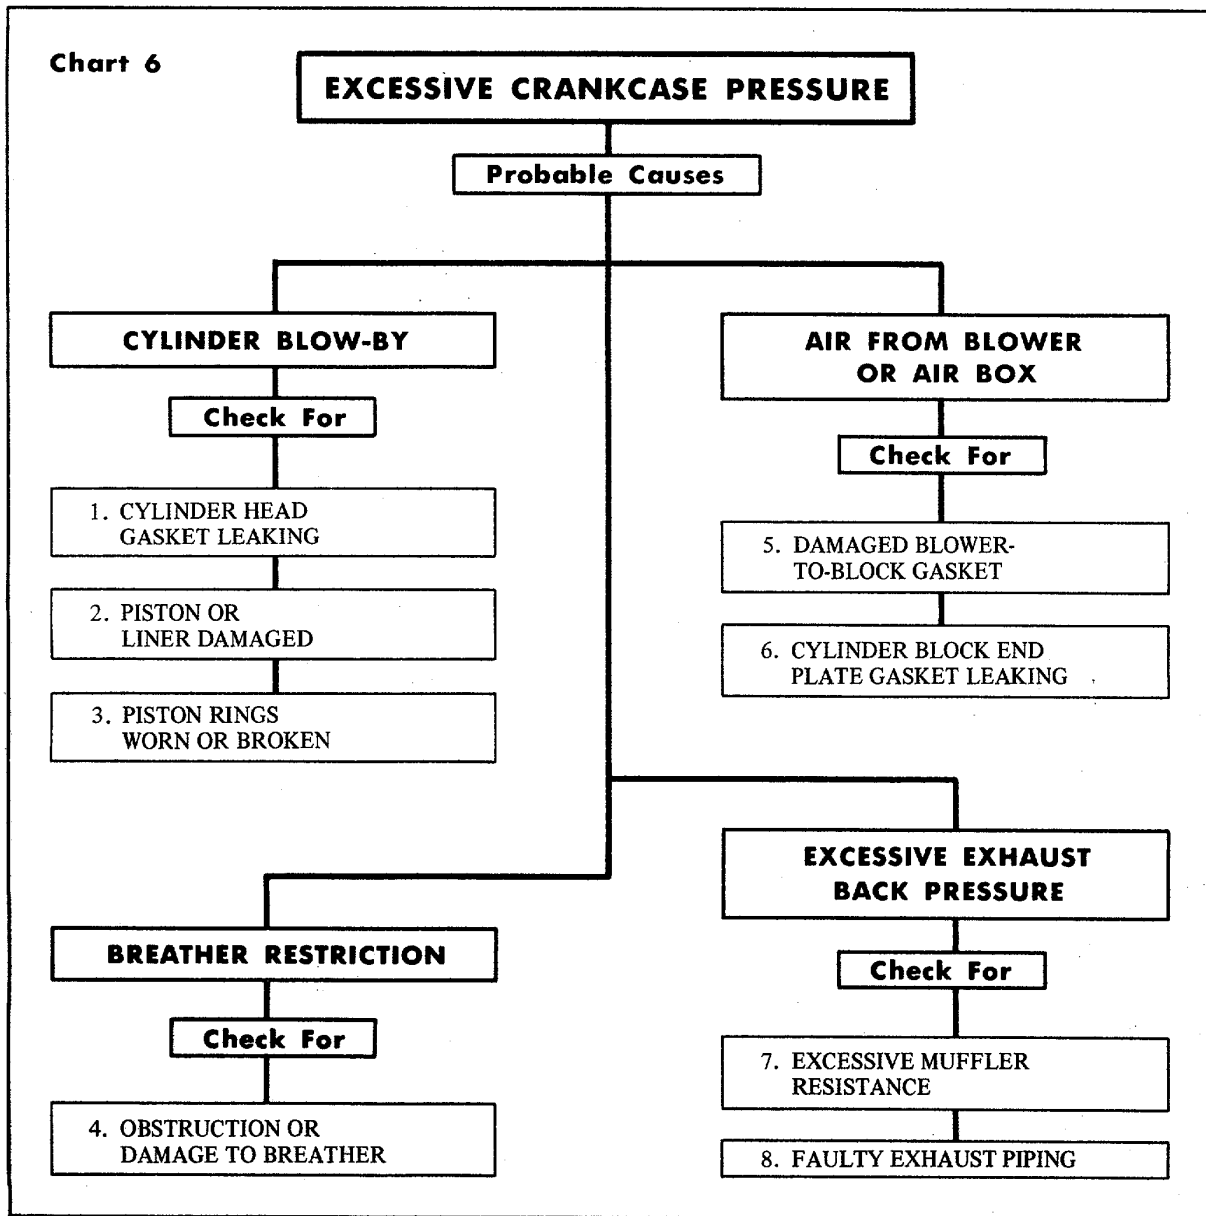 Chart 6
EXCESSIVE CRANKCASE PRESSURE
Probable Causes
CYLINDER BLOW-BY
Check For
1. CYLINDER HEAD
GASKET LEAKING
2. PISTON OR
LINER DAMAGED
3. PISTON RINGS
WORN OR BROKEN
AIR FROM BLOWER
OR AIR BOX
Check For
5. DAMAGED BLOWER-
TO-BLOCK GASKET
6. CYLINDER BLOCK END
PLATE GASKET LEAKING
BREATHER RESTRICTION
Check For
4. OBSTRUCTION OR
DAMAGE TO BREATHER
EXCESSIVE EXHAUST
BACK PRESSURE
Check For
7. EXCESSIVE MUFFLER
RESISTANCE
8. FAULTY EXHAUST PIPING